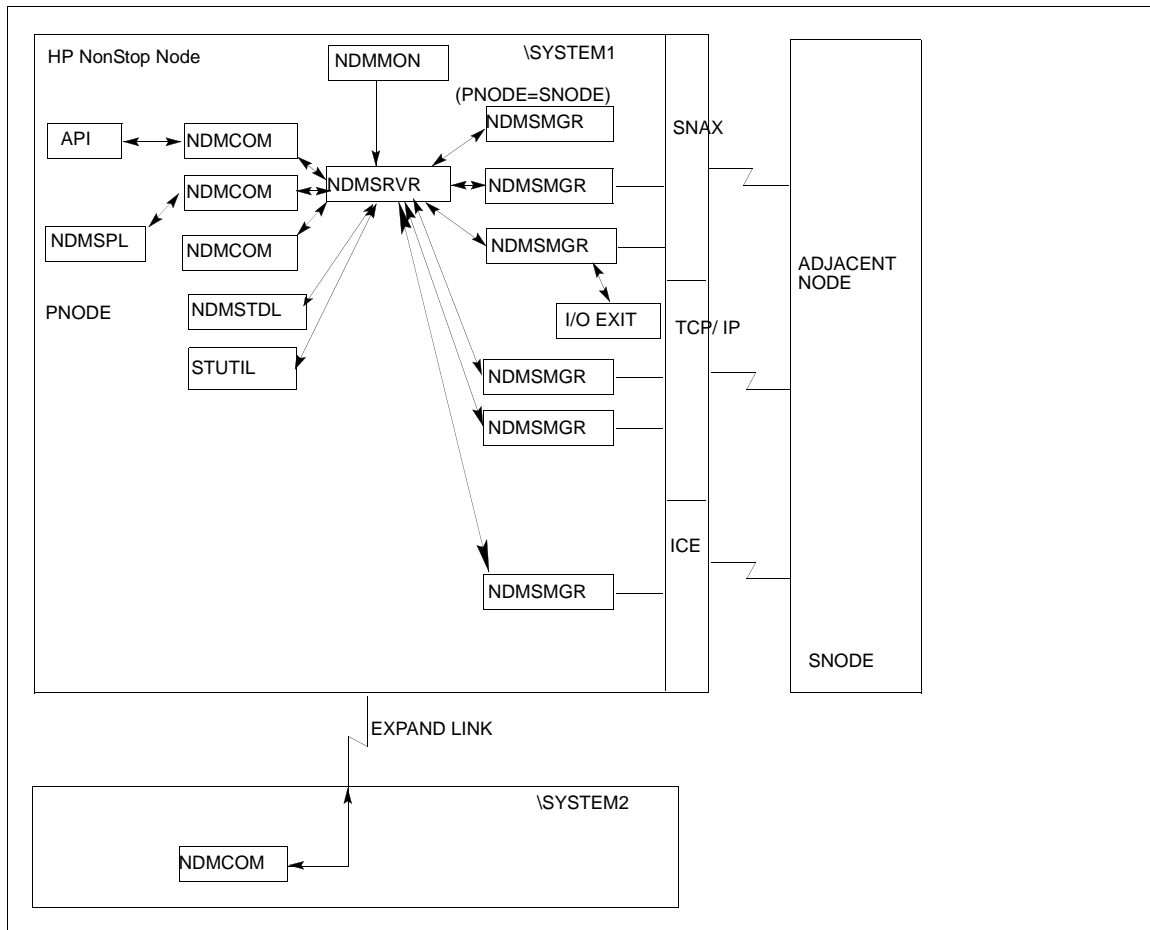 HP NonStop Node
NDMMON
\SYSTEM1
(PNODE=SNODE)
NDMSMGR
SNAX
API
NDMCOM
NDMCOM
NDMSRVR
NDMSMGR
NDMSPL
NDMCOM
NDMSMGR
ADJACENT
NODE
PNODE
NDMSTDL
I/O EXIT
TCP/ IP
STUTIL
NDMSMGR
NDMSMGR
ICE
NDMSMGR
SNODE
EXPAND LINK
\SYSTEM2
NDMCOM